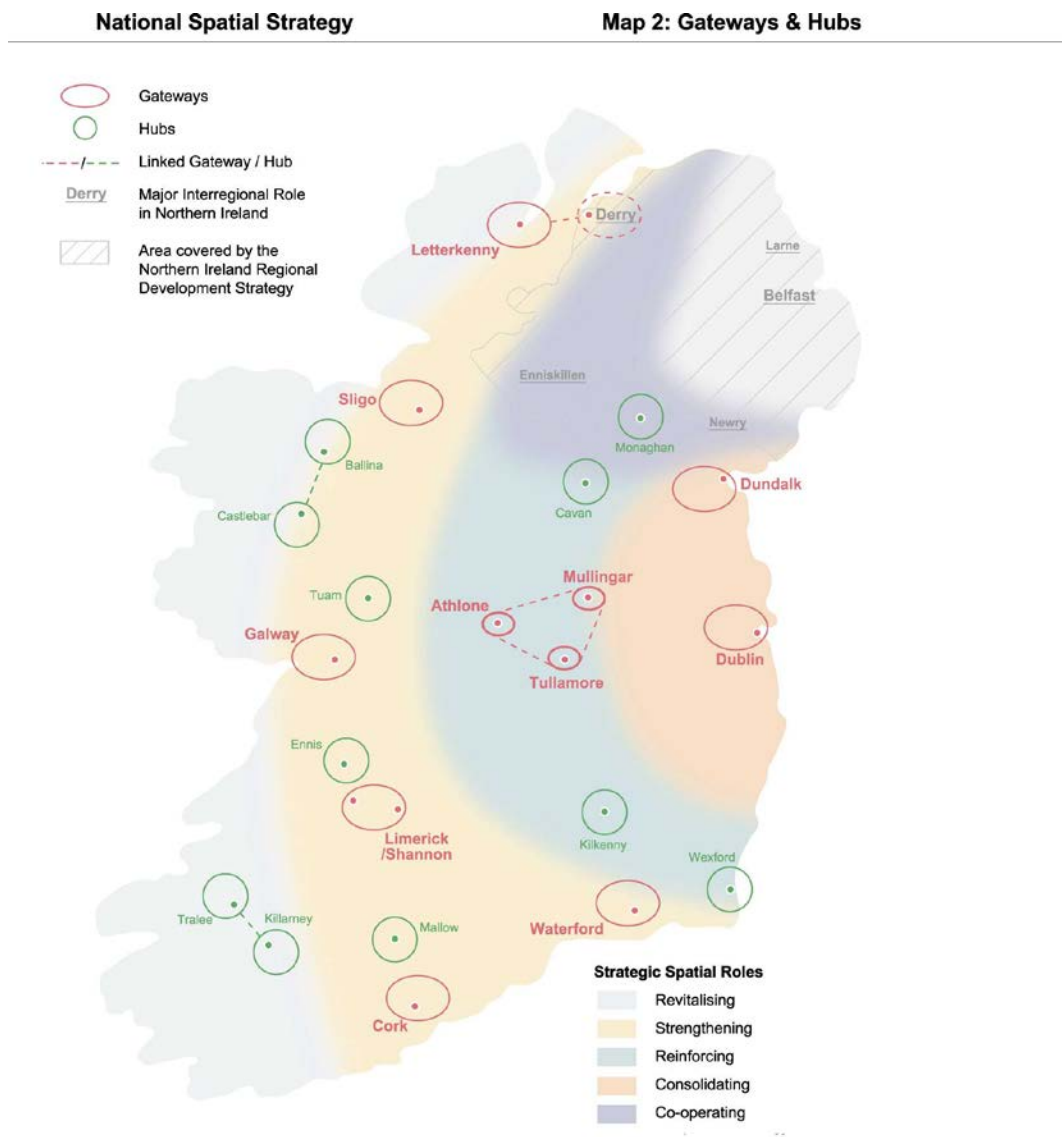 National Spatial Strategy
Map 2: Gateways & Hubs
Gateways
Hubs
Linked Gateway / Hub
Derry
Major Interregional Role
in Northern Ireland
Area covered by the
Northern Ireland Regional
Development Strategy
Derry
Letterkenny
Larne
Belfast
Enniskillen
Sligo
Newry
Monaghan
Ballina
Dundalk
Castlebar
Cavan
Mullingar
Tuam
Athlone
Galway
Dublin
Tullamore
Ennis
Limerick
/Shannon
Kilkenny
Wexford
Tralee
Killarney
Mallow
Waterford
Cork
Strategic Spatial Roles
Revitalising
Strengthening
Reinforcing
Consolidating
Co-operating